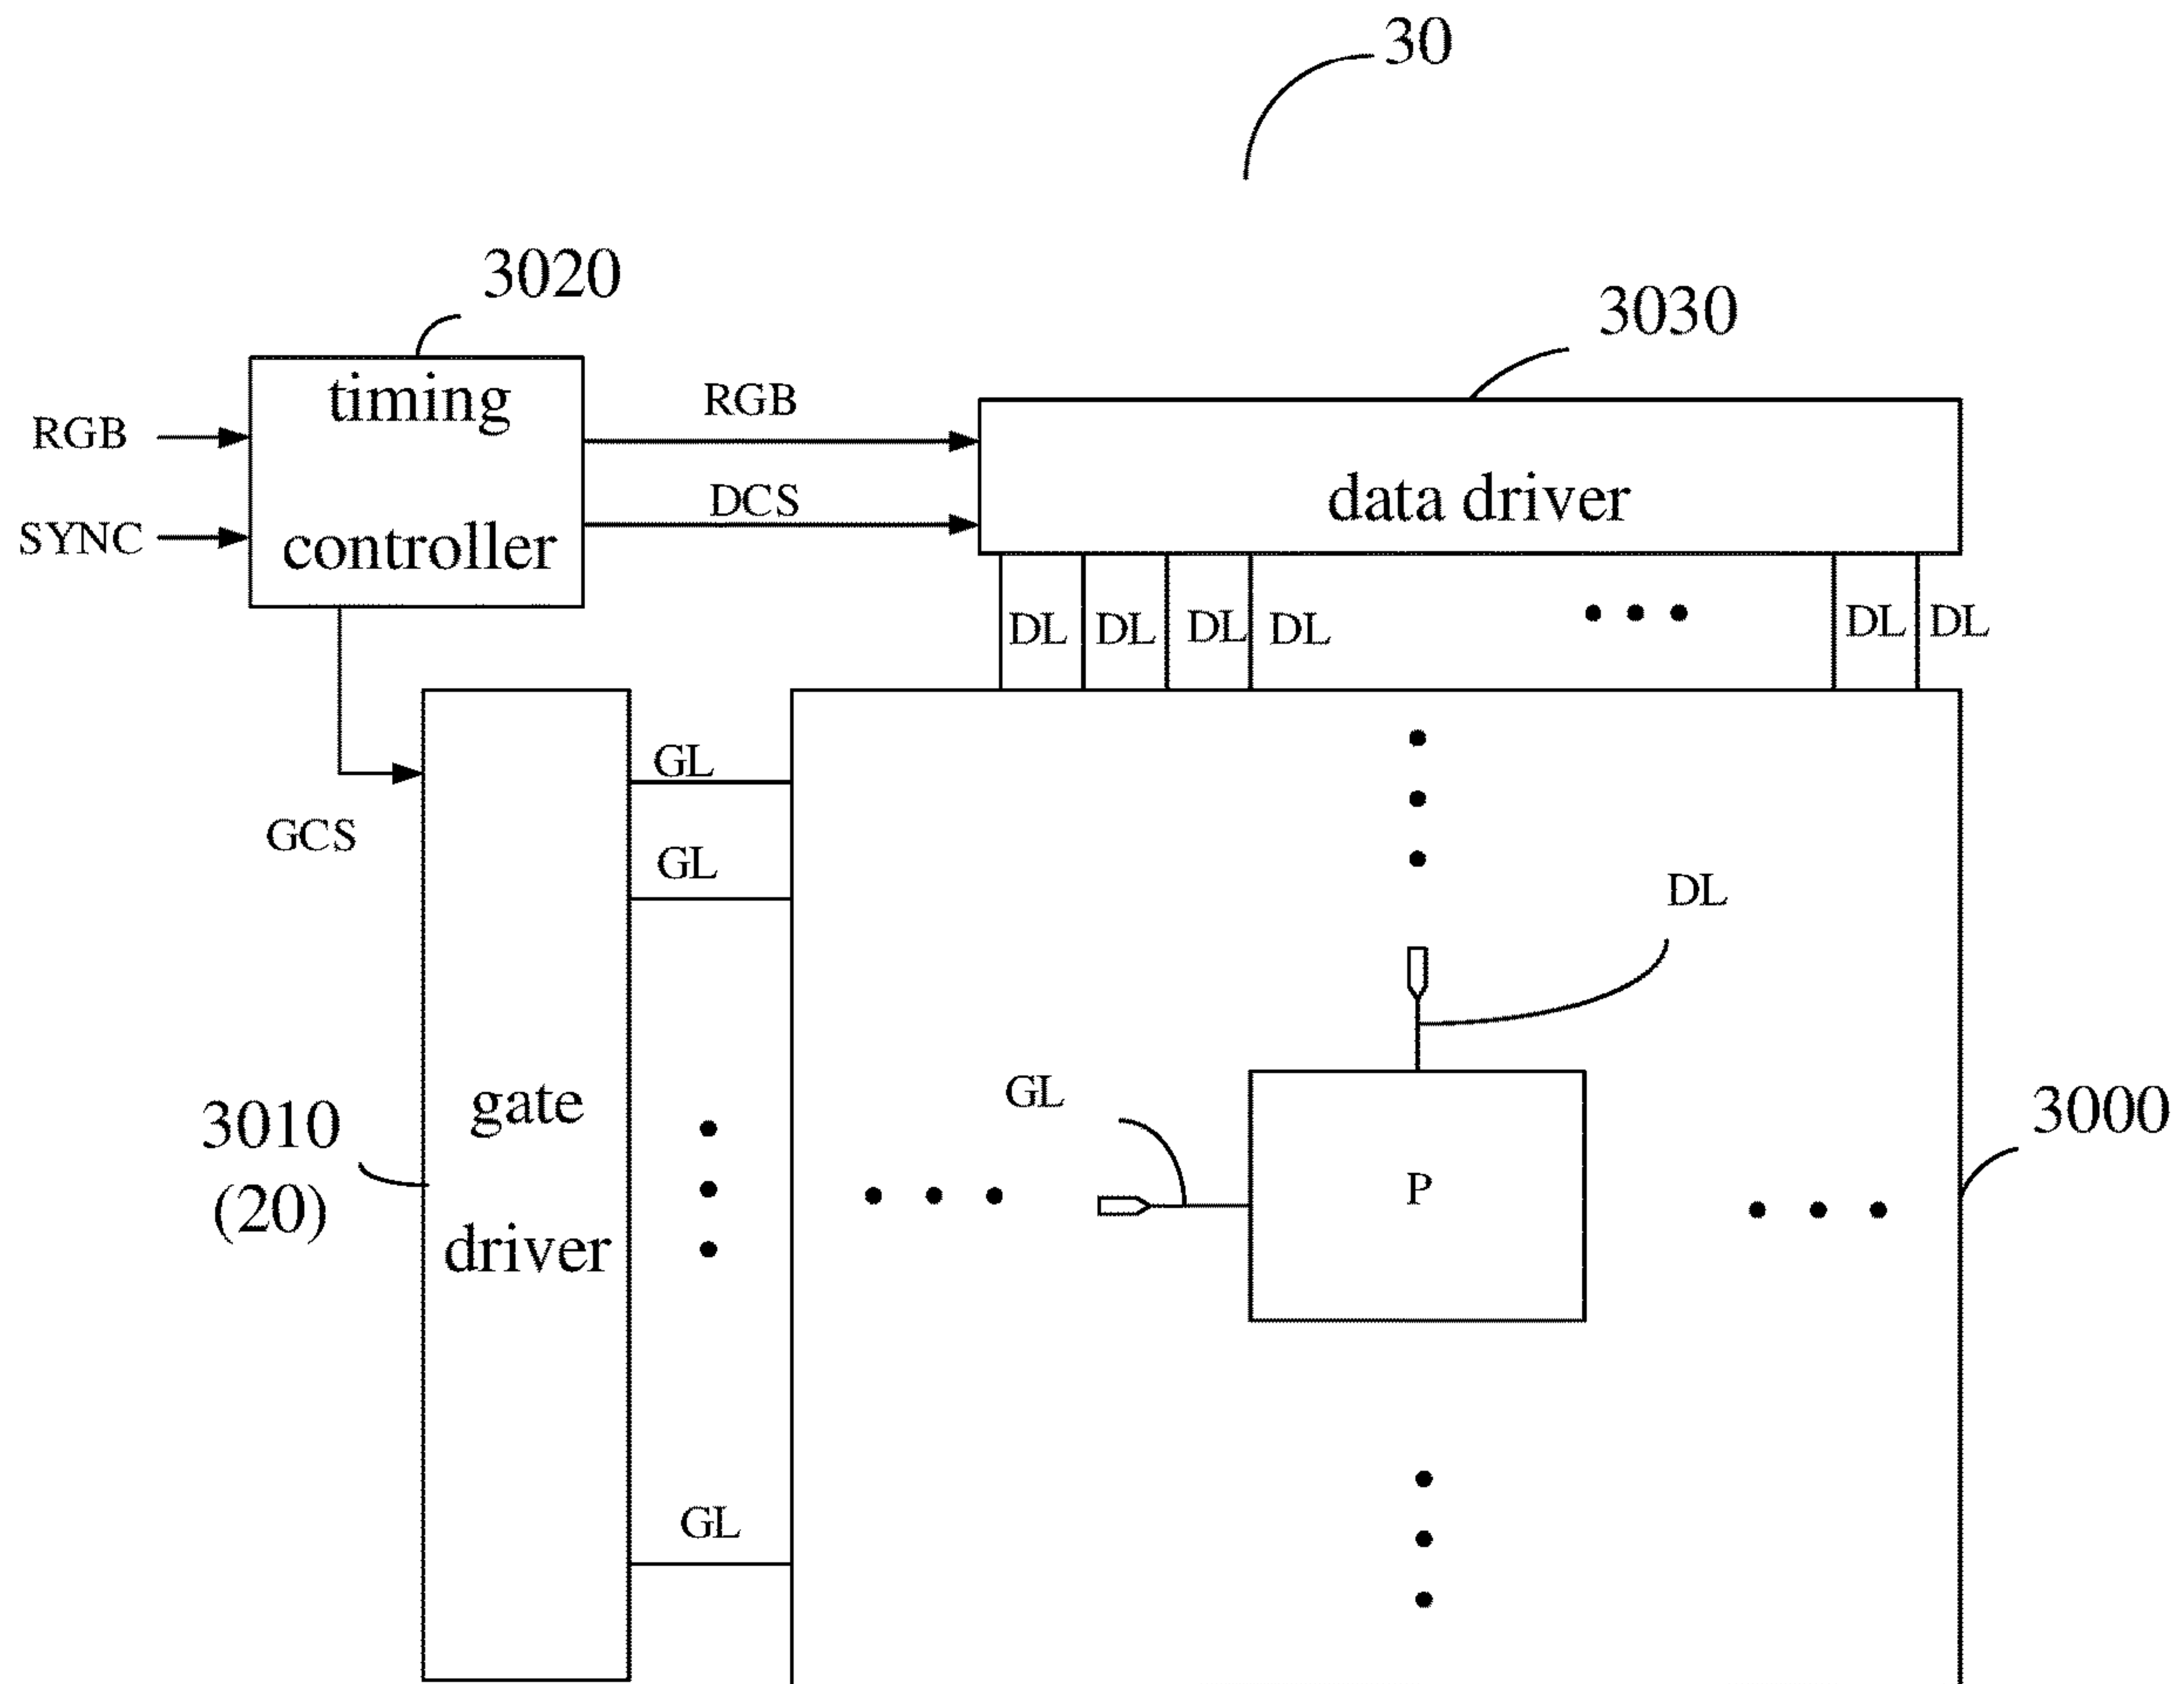 30
3020
3030
timing
controller
RGB
SYNC
RGB
DCS
data driver
DL DL DL DL DL DL
GCS
GL
GL
DL
GL
P
3000
3010
(20)
gate
driver
GL